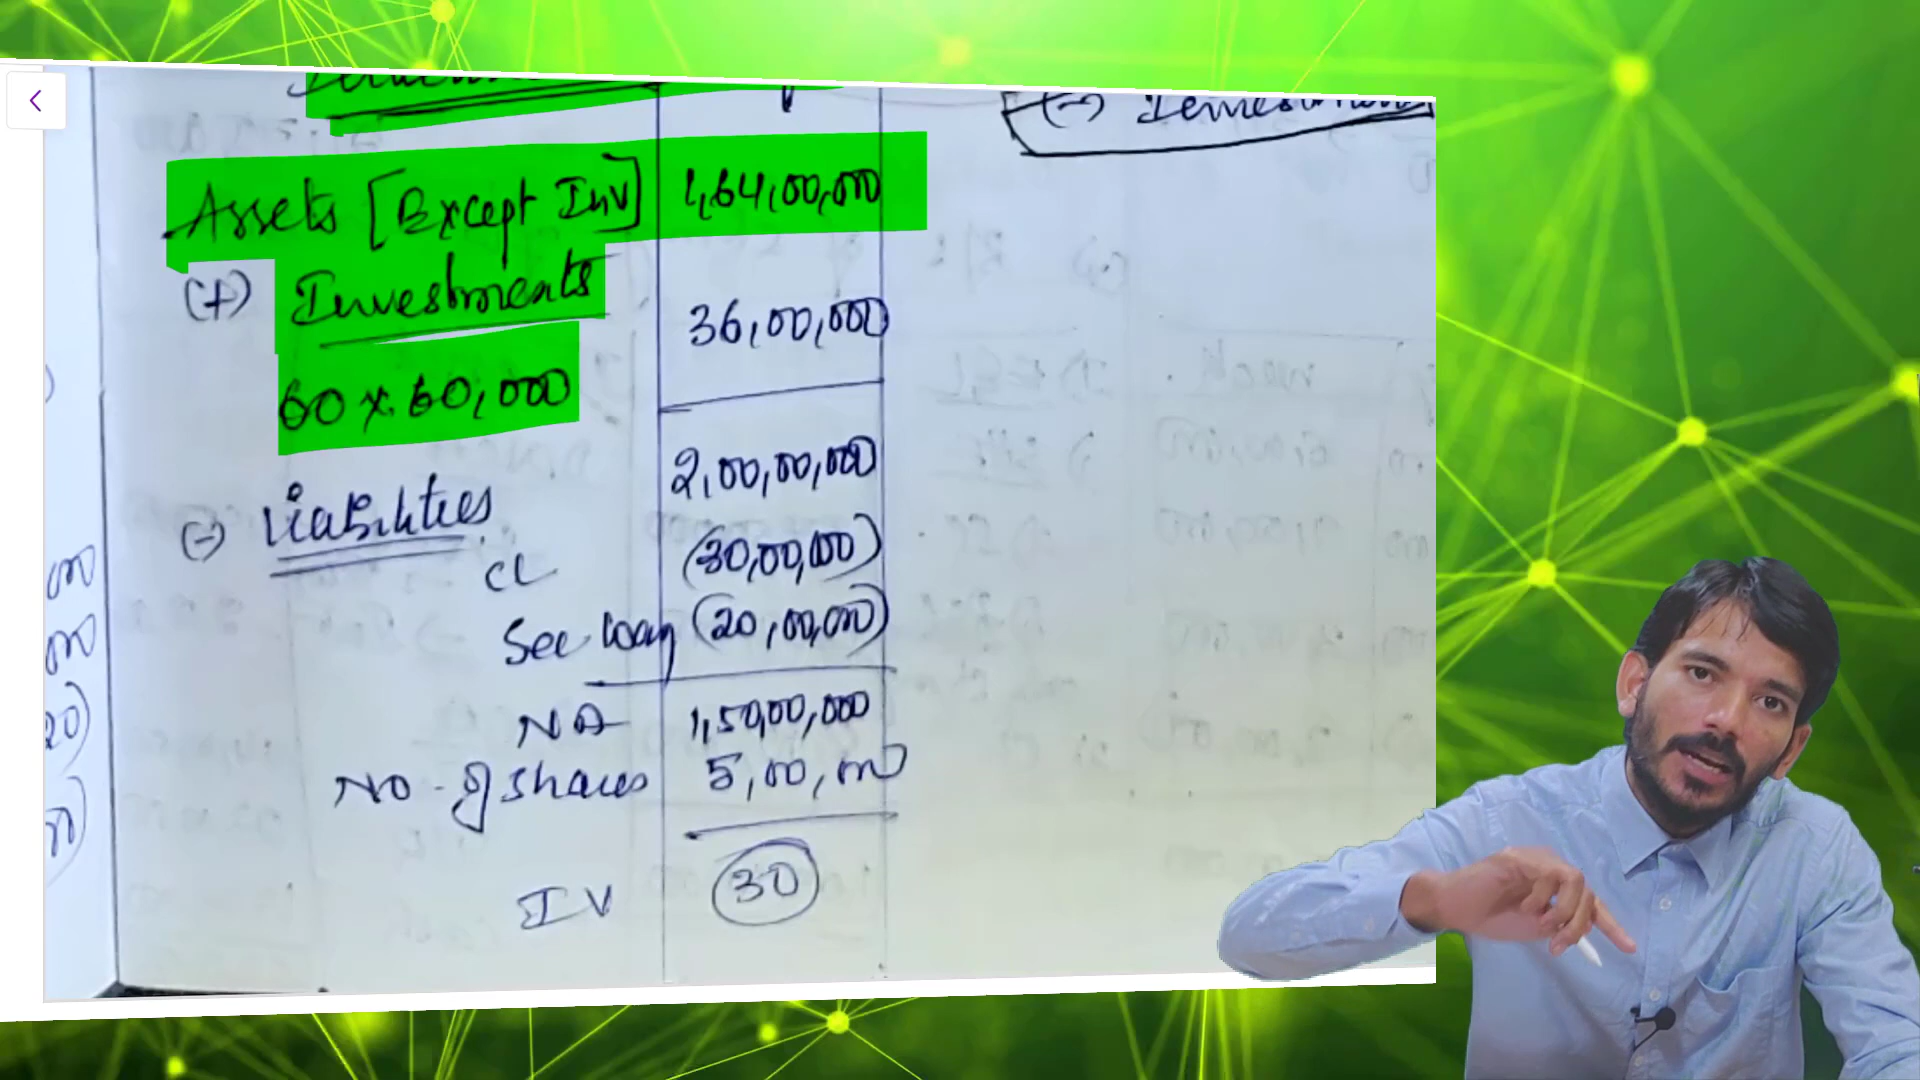 (-) Investments
Assets [Except Inv] 1,64,00,000
(+) Investments 36,00,000
60 x 60,000
2,00,00,000
(-) Liabilities
CL (30,00,000)
Sec loan (20,00,000)
NA 1,50,00,000
No. of shares 5,00,000
IV 30